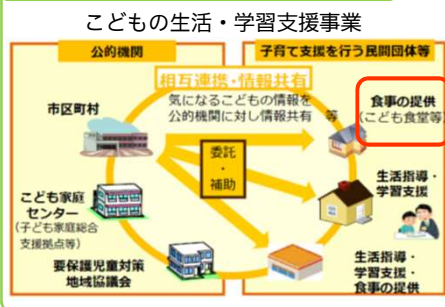 こどもの生活・学習支援事業
公的機関
子育て支援を行う民間団体等
相互連携・情報共有
気になるこどもの情報を
公的機関に対し情報共有 等
市区町村
食事の提供
(こども食堂等)
委託
・
補助
こども家庭
センター
(子ども家庭総合
支援拠点等)
生活指導・
学習支援
要保護児童対策
地域協議会
生活指導・
学習支援・
食事の提供